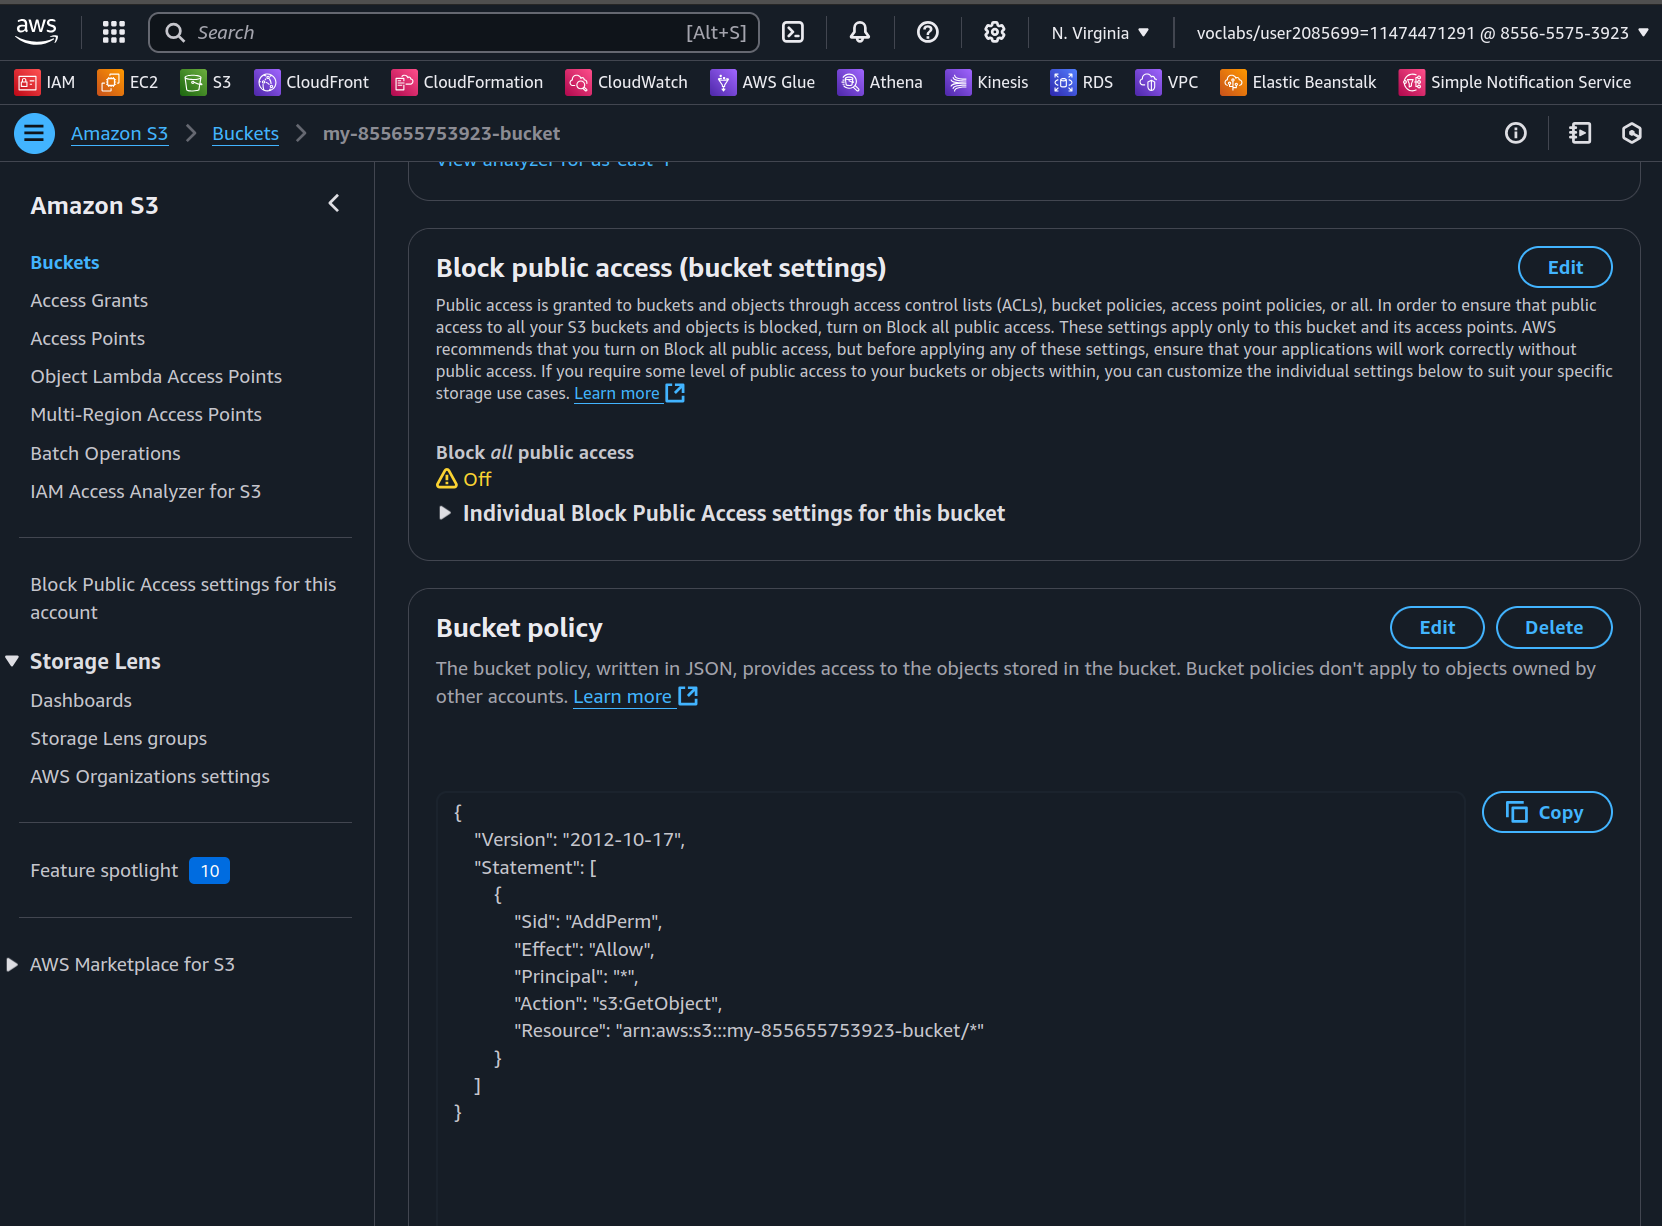 aws
Search [Alt+S] N. Virginia voclabs/user2085699=11474471291 @ 8556-5575-3923
IAM EC2 S3 CloudFront CloudFormation CloudWatch AWS Glue Athena Kinesis RDS VPC Elastic Beanstalk Simple Notification Service
Amazon S3 Buckets my-855655753923-bucket
View analyzer for us-east-1
Amazon S3
Buckets
Access Grants
Access Points
Object Lambda Access Points
Multi-Region Access Points
Batch Operations
IAM Access Analyzer for S3
Block Public Access settings for this
account
Storage Lens
Dashboards
Storage Lens groups
AWS Organizations settings
Feature spotlight 10
AWS Marketplace for S3
Block public access (bucket settings)
Edit
Public access is granted to buckets and objects through access control lists (ACLs), bucket policies, access point policies, or all. In order to ensure that public
access to all your S3 buckets and objects is blocked, turn on Block all public access. These settings apply only to this bucket and its access points. AWS
recommends that you turn on Block all public access, but before applying any of these settings, ensure that your applications will work correctly without
public access. If you require some level of public access to your buckets or objects within, you can customize the individual settings below to suit your specific
storage use cases. Learn more
Block all public access
Off
Individual Block Public Access settings for this bucket
Bucket policy
Edit Delete
The bucket policy, written in JSON, provides access to the objects stored in the bucket. Bucket policies don't apply to objects owned by
other accounts. Learn more
Copy
{
"Version": "2012-10-17",
"Statement": [
{
"Sid": "AddPerm",
"Effect": "Allow",
"Principal": "*",
"Action": "s3:GetObject",
"Resource": "arn:aws:s3:::my-855655753923-bucket/*"
}
]
}